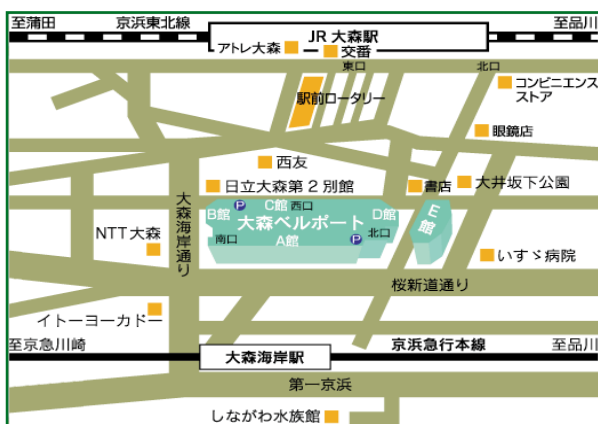 至蒲田
京浜東北線
JR 大森駅
至品川
アトレ大森
交番
東口
北口
コンビニエンス
ストア
駅前ロータリー
眼鏡店
西友
日立大森第2別館
書店
大井坂下公園
大森海岸通り
B館
P
C館
西口
大森ベルポート
D館
E館
南口
A館
P
北口
NTT大森
いすゞ病院
桜新道通り
イトーヨーカドー
至京急川崎
大森海岸駅
京浜急行本線
至品川
第一京浜
しながわ水族館